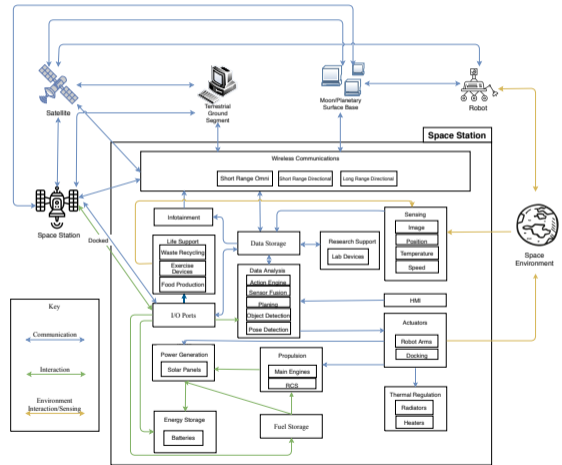 Satellite
Terrestrial
Ground
Segment
Moon/Planetary
Surface Base
Robot
Space Station
Wireless Communications
Short Range Omni
Short Range Directional
Long Range Directional
Space Station
Docked
Infotainment
Sensing
Image
Position
Temperature
Speed
Space
Environment
Life Support
Waste Recycling
Exercise
Devices
Food Production
Data Storage
Research Support
Lab Devices
Data Analysis
Action Engine
Sensor Fusion
Planing
Object Detection
Pose Detection
HMI
I/O Ports
Actuators
Robot Arms
Docking
Key
Communication
Interaction
Environment
Interaction/Sensing
Power Generation
Solar Panels
Propulsion
Main Engines
RCS
Thermal Regulation
Radiators
Heaters
Energy Storage
Batteries
Fuel Storage